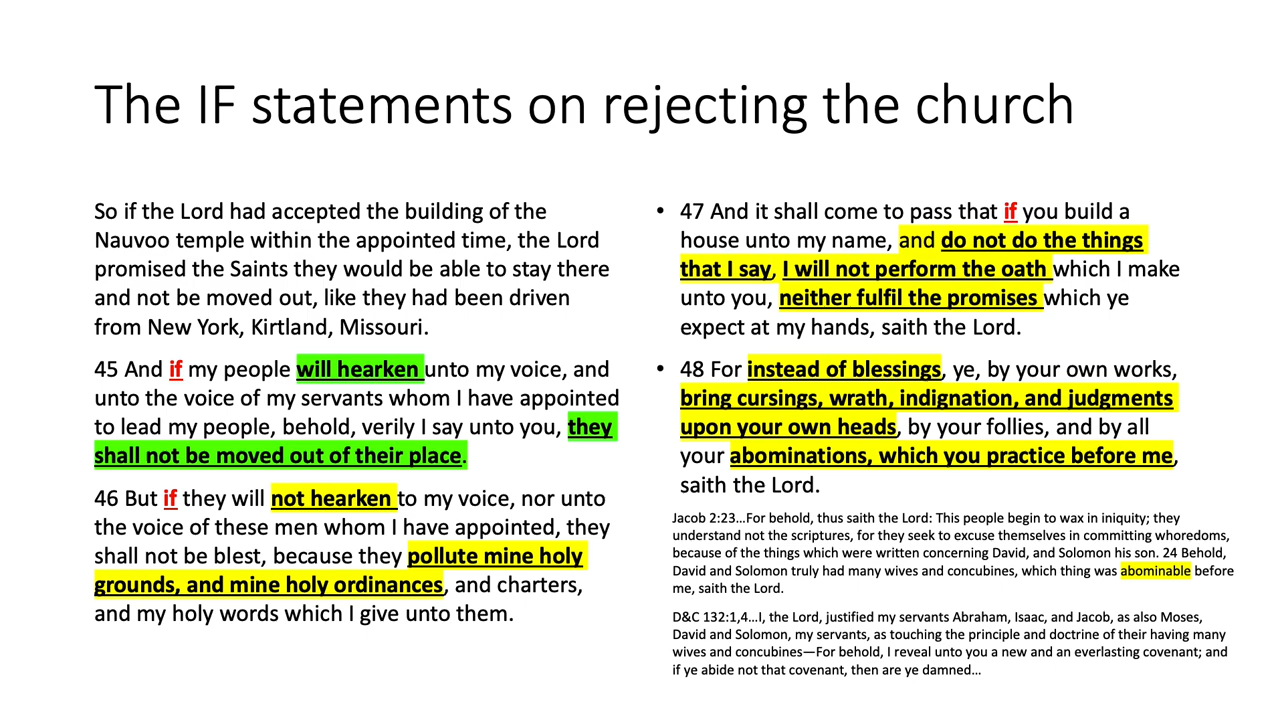 The IF statements on rejecting the church
So if the Lord had accepted the building of the
Nauvoo temple within the appointed time, the Lord
promised the Saints they would be able to stay there
and not be moved out, like they had been driven
from New York, Kirtland, Missouri.
45 And if my people will hearken unto my voice, and
unto the voice of my servants whom I have appointed
to lead my people, behold, verily I say unto you, they
shall not be moved out of their place.
46 But if they will not hearken to my voice, nor unto
the voice of these men whom I have appointed, they
shall not be blest, because they pollute mine holy
grounds, and mine holy ordinances, and charters,
and my holy words which I give unto them.
• 47 And it shall come to pass that if you build a
house unto my name, and do not do the things
that I say, I will not perform the oath which I make
unto you, neither fulfil the promises which ye
expect at my hands, saith the Lord.
• 48 For instead of blessings, ye, by your own works,
bring cursings, wrath, indignation, and judgments
upon your own heads, by your follies, and by all
your abominations, which you practice before me,
saith the Lord.
Jacob 2:23…For behold, thus saith the Lord: This people begin to wax in iniquity; they
understand not the scriptures, for they seek to excuse themselves in committing whoredoms,
because of the things which were written concerning David, and Solomon his son. 24 Behold,
David and Solomon truly had many wives and concubines, which thing was abominable before
me, saith the Lord.
D&C 132:1,4…I, the Lord, justified my servants Abraham, Isaac, and Jacob, as also Moses,
David and Solomon, my servants, as touching the principle and doctrine of their having many
wives and concubines—For behold, I reveal unto you a new and an everlasting covenant; and
if ye abide not that covenant, then are ye damned…